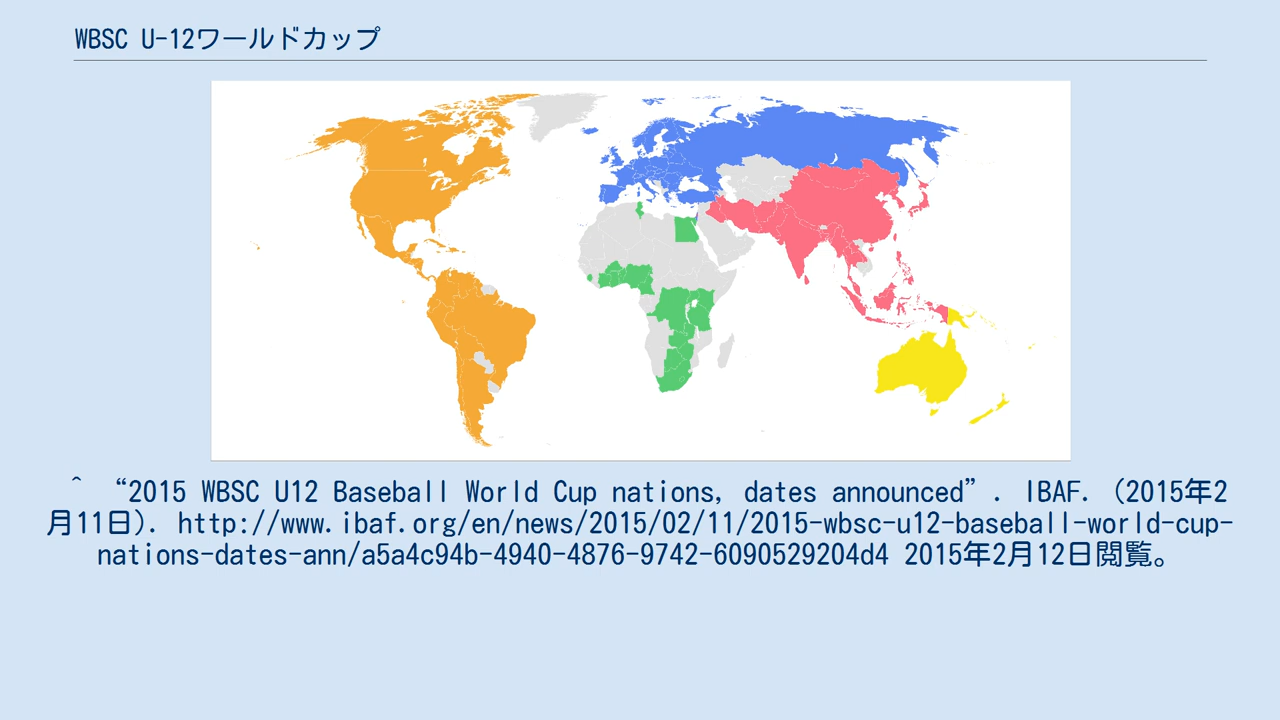 WBSC U-12ワールドカップ
^ “2015 WBSC U12 Baseball World Cup nations, dates announced”. IBAF. (2015年2
月11日). http://www.ibaf.org/en/news/2015/02/11/2015-wbsc-u12-baseball-world-cup-
nations-dates-ann/a5a4c94b-4940-4876-9742-6090529204d4 2015年2月12日閲覧。